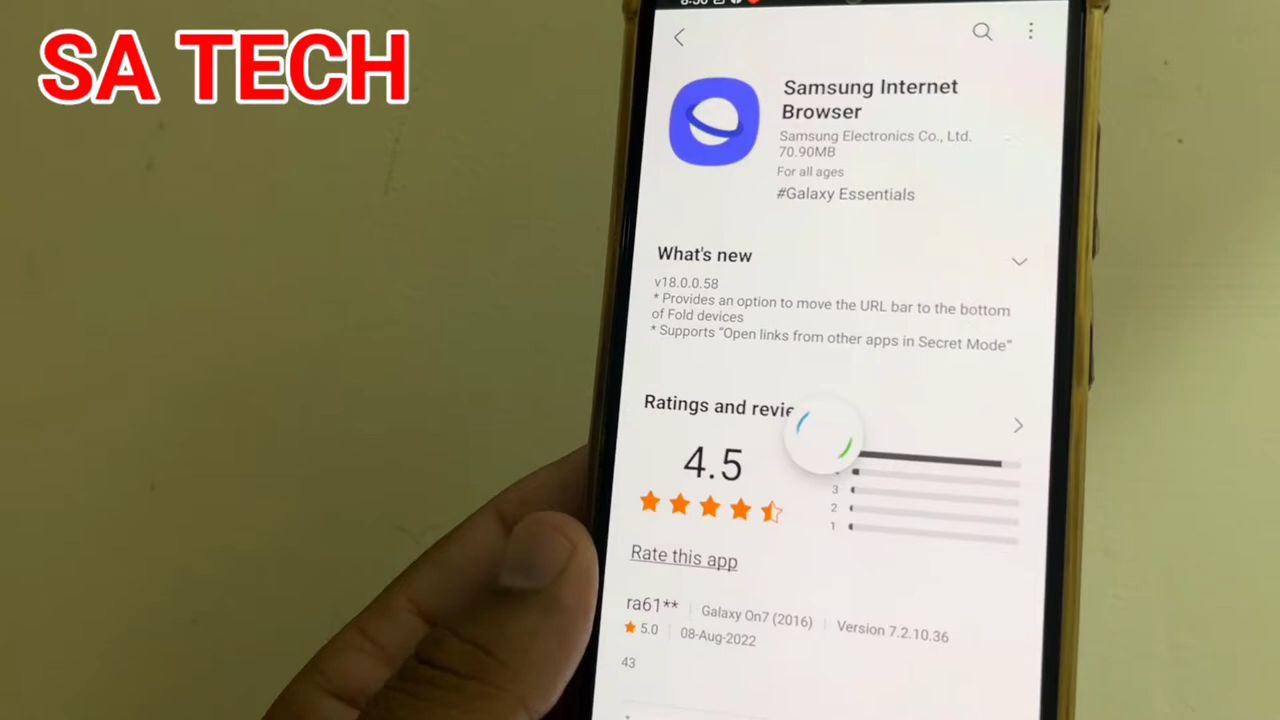 SA TECH
Samsung Internet
Browser
Samsung Electronics Co., Ltd.
70.90MB
For all ages
#Galaxy Essentials
What's new
v18.0.0.58
* Provides an option to move the URL bar to the bottom
of Fold devices
* Supports "Open links from other apps in Secret Mode"
Ratings and
4.5
3
2
1
Rate this app
ra61** Galaxy On7 (2016) Version 7.2.10.36
5.0 08-Aug-2022
43